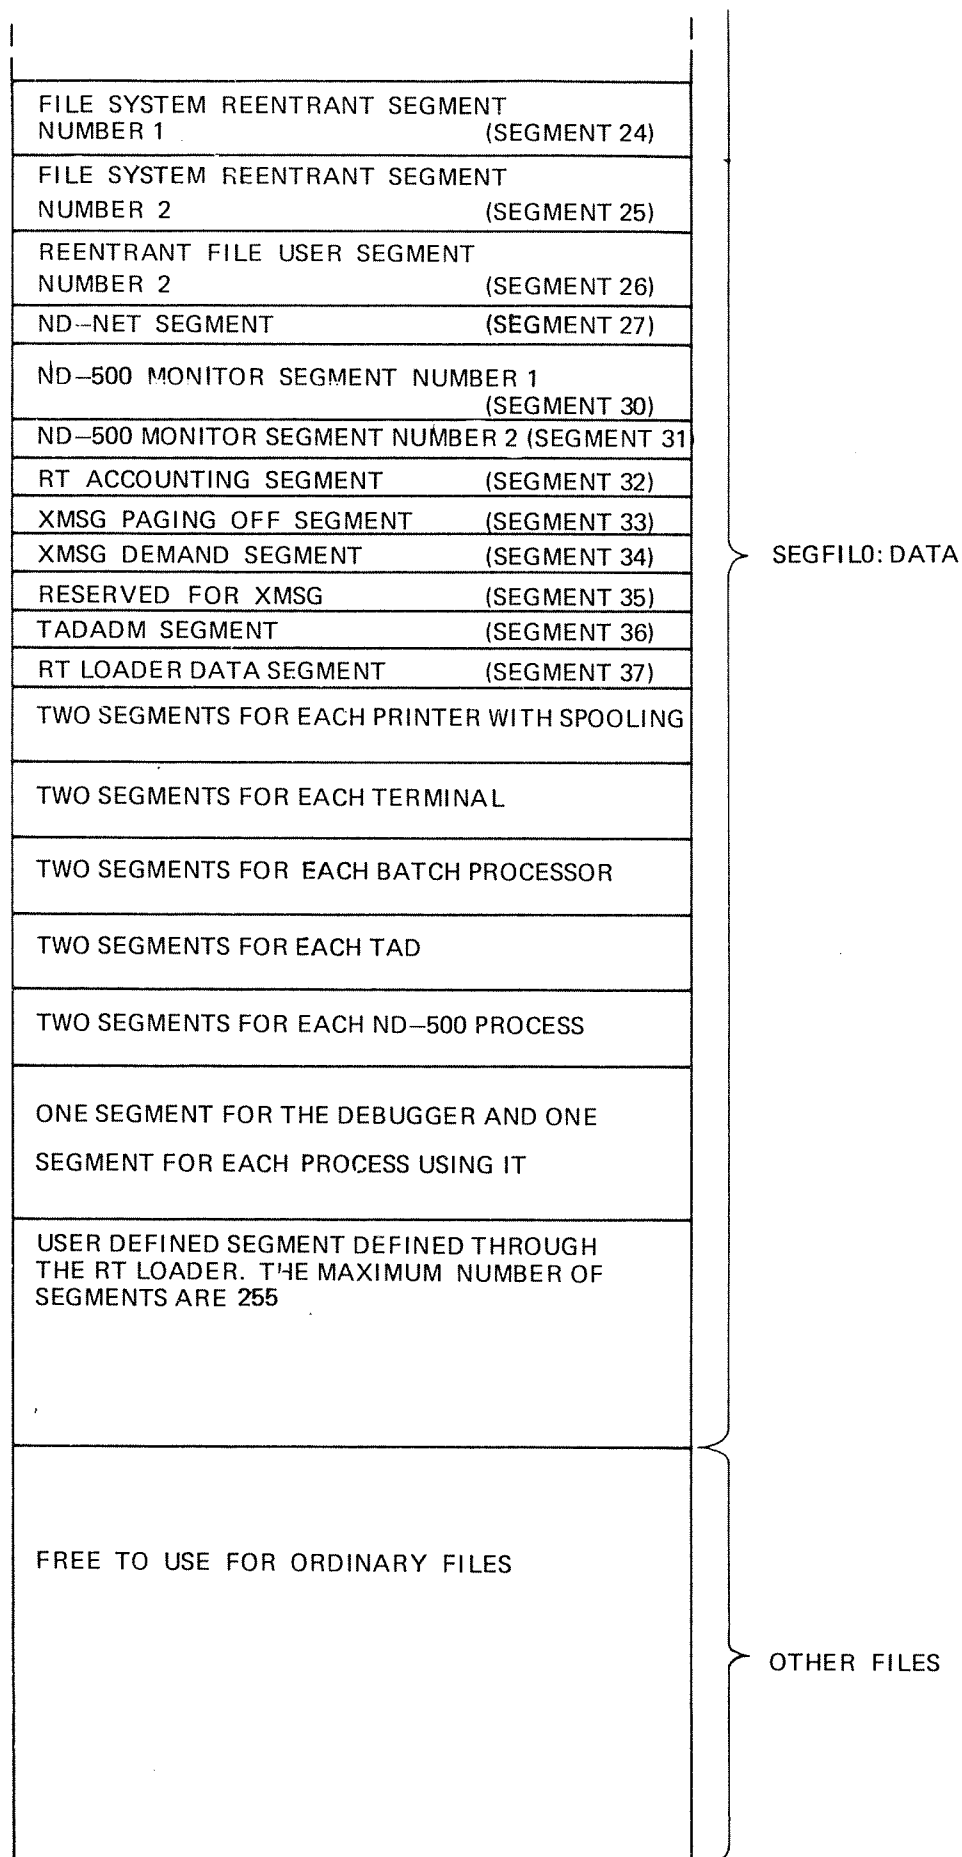 FILE SYSTEM REENTRANT SEGMENT
NUMBER 1 (SEGMENT 24)
FILE SYSTEM REENTRANT SEGMENT
NUMBER 2 (SEGMENT 25)
REENTRANT FILE USER SEGMENT
NUMBER 2 (SEGMENT 26)
ND-NET SEGMENT (SEGMENT 27)
ND-500 MONITOR SEGMENT NUMBER 1
(SEGMENT 30)
ND-500 MONITOR SEGMENT NUMBER 2 (SEGMENT 31)
RT ACCOUNTING SEGMENT (SEGMENT 32)
XMSG PAGING OFF SEGMENT (SEGMENT 33)
XMSG DEMAND SEGMENT (SEGMENT 34)
SEGFIL0:DATA
RESERVED FOR XMSG (SEGMENT 35)
TADADM SEGMENT (SEGMENT 36)
RT LOADER DATA SEGMENT (SEGMENT 37)
TWO SEGMENTS FOR EACH PRINTER WITH SPOOLING
TWO SEGMENTS FOR EACH TERMINAL
TWO SEGMENTS FOR EACH BATCH PROCESSOR
TWO SEGMENTS FOR EACH TAD
TWO SEGMENTS FOR EACH ND-500 PROCESS
ONE SEGMENT FOR THE DEBUGGER AND ONE
SEGMENT FOR EACH PROCESS USING IT
USER DEFINED SEGMENT DEFINED THROUGH
THE RT LOADER. THE MAXIMUM NUMBER OF
SEGMENTS ARE 255
FREE TO USE FOR ORDINARY FILES
OTHER FILES